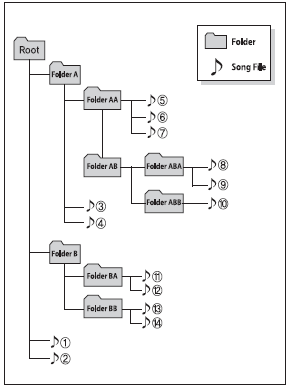 Root
Folder
Song File
Folder A
Folder AA
⑤
⑥
⑦
Folder AB
Folder ABA
⑧
⑨
Folder ABB
⑩
③
④
Folder B
Folder BA
⑪
⑫
Folder BB
⑬
⑭
①
②